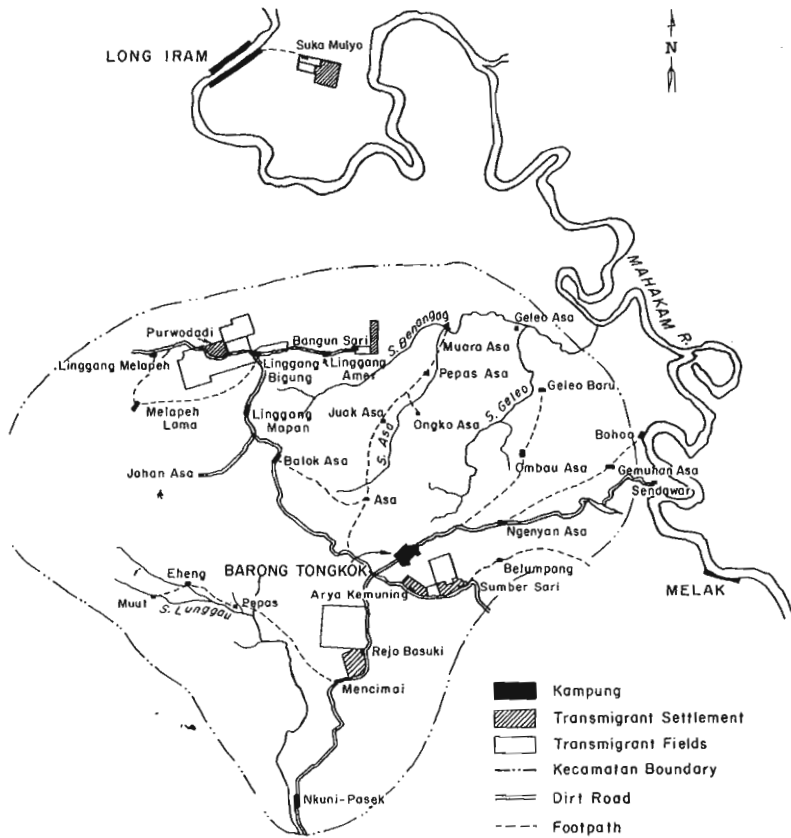 Suka Mulyo
LONG IRAM
N
MAHAKAM R.
Purwodadi
Bangun Sari
S. Benangag
Geleo Asa
Muara Asa
Linggang Melapeh
Linggang
Bigung
Linggang
Amer
Pepas Asa
Melapeh
Lama
Linggang
Mapan
Juak Asa
Ongko Asa
S. Asa
S. Geleo
Geleo Baru
Bohoq
Johan Asa
Balok Asa
Asa
Ombau Asa
Gemuhan Asa
Sendawar
Ngenyan Asa
BARONG TONGKOK
Belumpong
Eheng
Muut
S. Lunggau
Pepas
Arya Kemuning
Sumber Sari
MELAK
Rejo Basuki
Mencimai
Nkuni-Pasek
Kampung
Transmigrant Settlement
Transmigrant Fields
Kecamatan Boundary
Dirt Road
Footpath